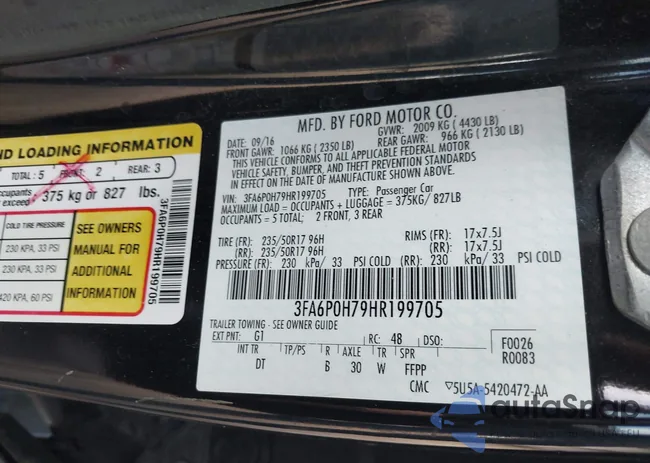 ND LOADING INFORMATION
TOTAL: 5 FRONT: 2 REAR: 3
occupants
exceed 375 kg or 827 lbs.
COLD TIRE PRESSURE
230 KPA, 33 PSI
230 KPA, 33 PSI
420 KPA, 60 PSI
SEE OWNERS
MANUAL FOR
ADDITIONAL
INFORMATION
3FA6P0H79HR199705
MFD. BY FORD MOTOR CO.
DATE: 09/16 GVWR: 2009 KG ( 4430 LB)
FRONT GAWR: 1066 KG ( 2350 LB) REAR GAWR: 966 KG ( 2130 LB)
THIS VEHICLE CONFORMS TO ALL APPLICABLE FEDERAL MOTOR
VEHICLE SAFETY, BUMPER, AND THEFT PREVENTION STANDARDS
IN EFFECT ON THE DATE OF MANUFACTURE SHOWN ABOVE.
VIN: 3FA6P0H79HR199705 TYPE: Passenger Car
MAXIMUM LOAD = OCCUPANTS + LUGGAGE = 375KG/ 827LB
OCCUPANTS = 5 TOTAL; 2 FRONT, 3 REAR
TIRE (FR): 235/50R17 96H RIMS (FR): 17x7.5J
(RR): 235/50R17 96H (RR): 17x7.5J
PRESSURE (FR): 230 kPa/ 33 PSI COLD (RR): 230 kPa/ 33 PSI COLD
3FA6P0H79HR199705
TRAILER TOWING - SEE OWNER GUIDE
EXT PNT: G1 RC: 48 DSO: F0026
R0083
INT TR TP/PS R AXLE TR SPR
DT B 30 W FFPP
CMC 5U5A-5420472-AA
autoSnap